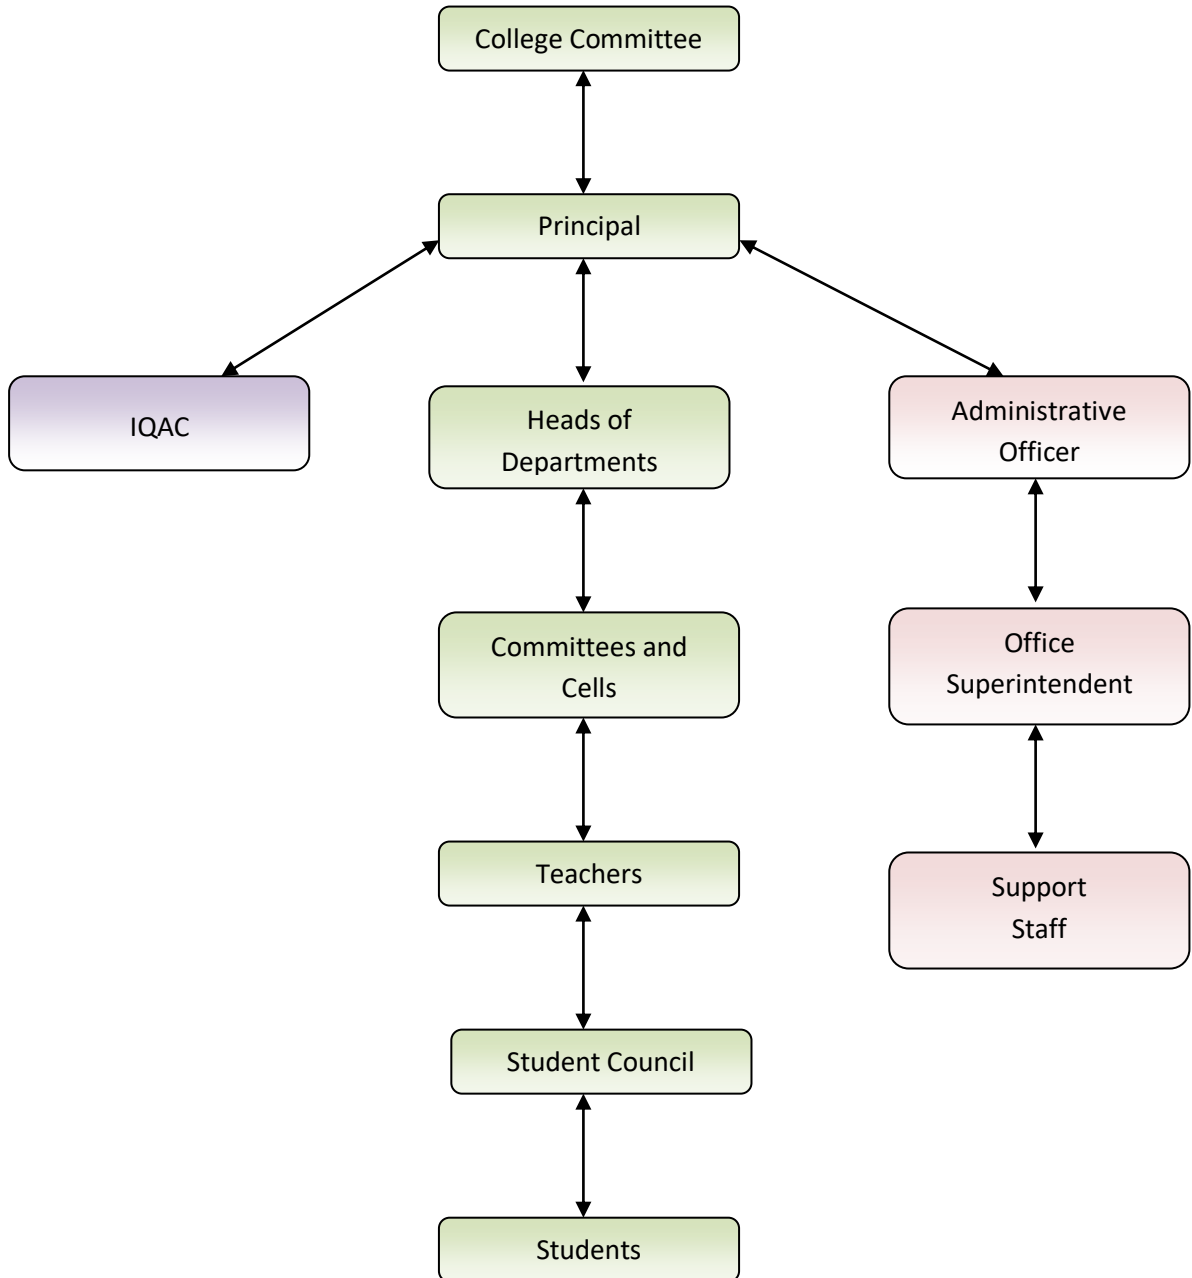 College Committee
Principal
IQAC
Heads of
Departments
Administrative
Officer
Committees and
Cells
Office
Superintendent
Teachers
Support
Staff
Student Council
Students